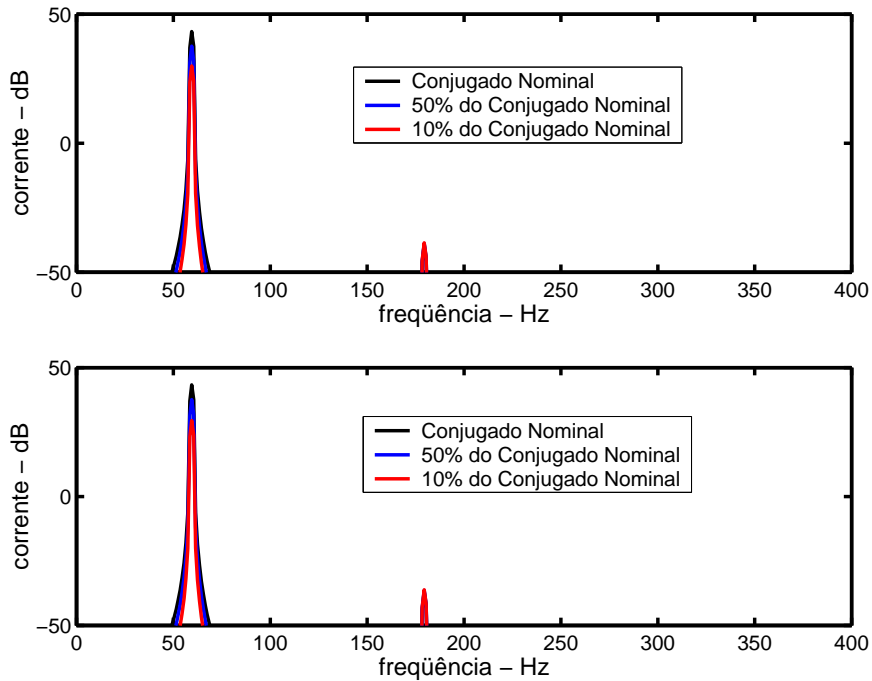 50
0
−50
corrente − dB
Conjugado Nominal
50% do Conjugado Nominal
10% do Conjugado Nominal
0 50 100 150 200 250 300 350 400
freqüência − Hz
50
0
−50
corrente − dB
Conjugado Nominal
50% do Conjugado Nominal
10% do Conjugado Nominal
0 50 100 150 200 250 300 350 400
freqüência − Hz